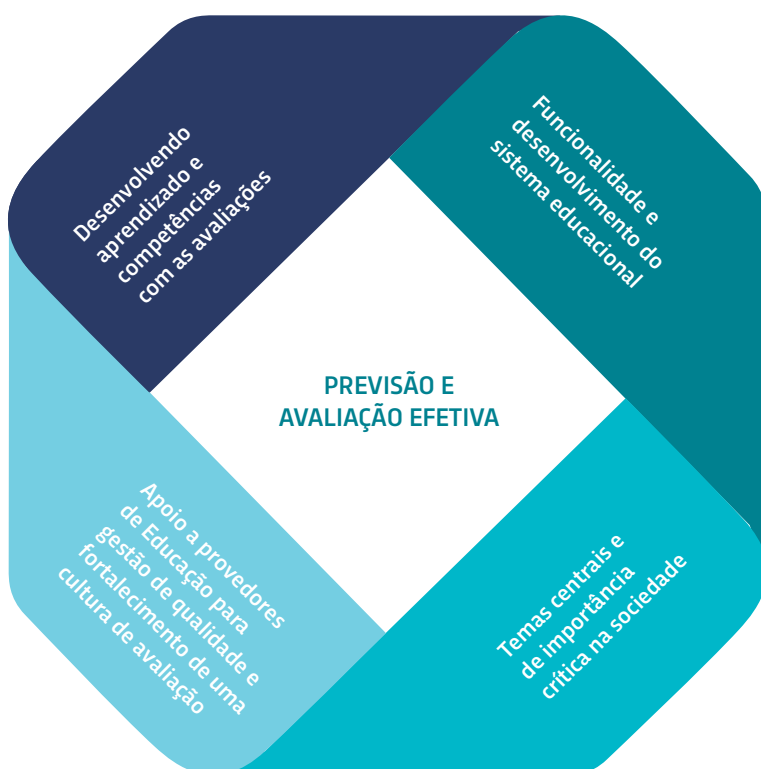 Desenvolvendo
aprendizado e
competências
com as avaliações
Funcionalidade e
desenvolvimento do
sistema educacional
PREVISÃO E
AVALIAÇÃO EFETIVA
Apoio a provedores
de Educação para
gestão de qualidade e
fortalecimento de uma
cultura de avaliação
Temas centrais e
de importância
crítica na sociedade